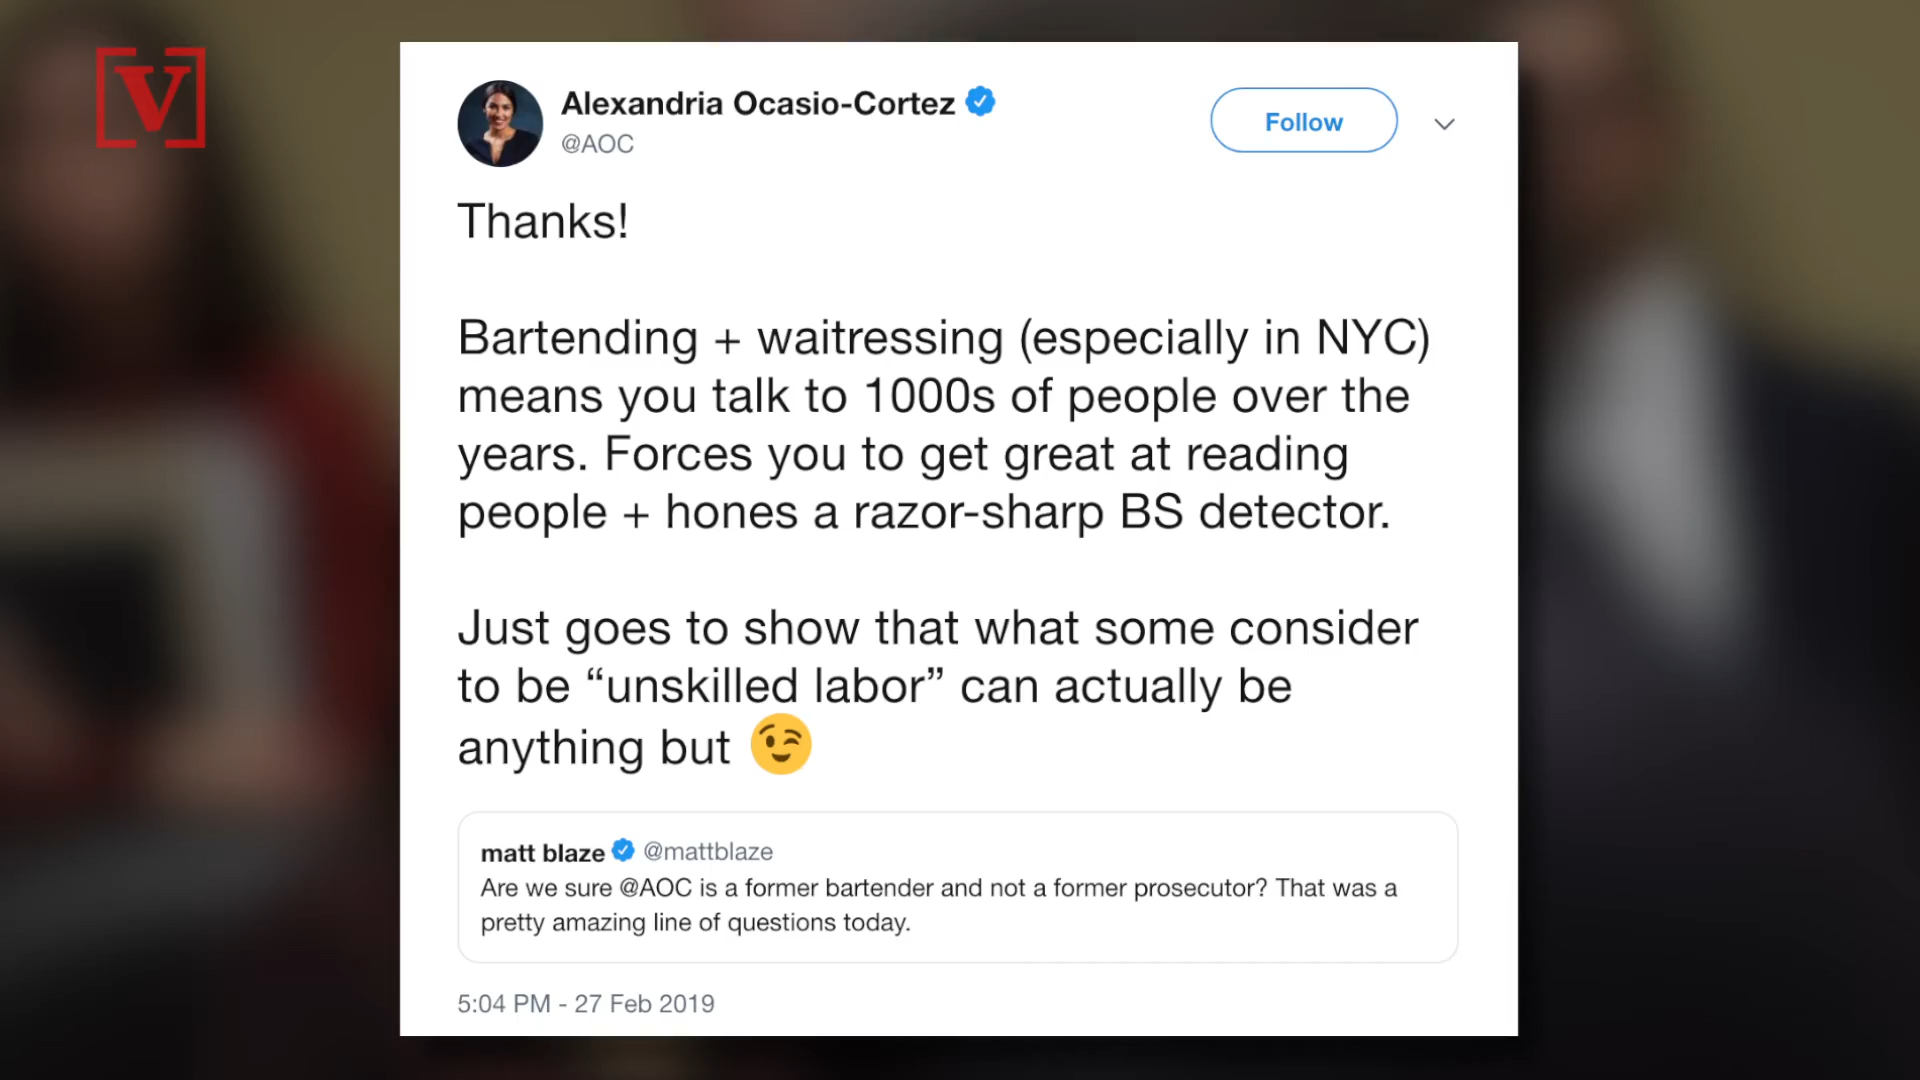 V
Alexandria Ocasio-Cortez
@AOC
Follow
Thanks!
Bartending + waitressing (especially in NYC)
means you talk to 1000s of people over the
years. Forces you to get great at reading
people + hones a razor-sharp BS detector.
Just goes to show that what some consider
to be “unskilled labor” can actually be
anything but 😉
matt blaze @mattblaze
Are we sure @AOC is a former bartender and not a former prosecutor? That was a
pretty amazing line of questions today.
5:04 PM - 27 Feb 2019